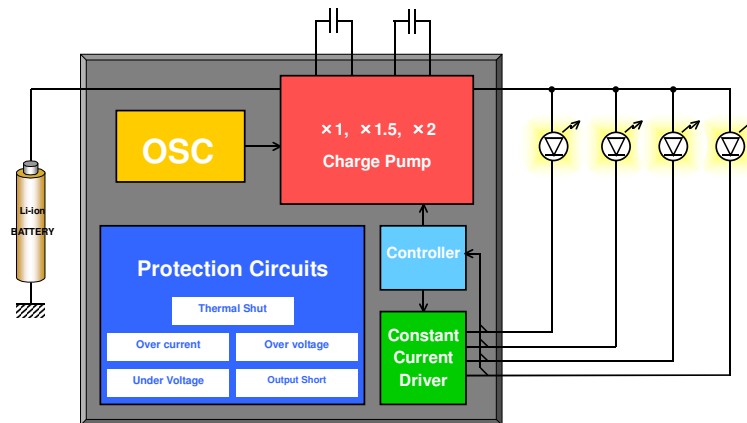 ×1, ×1.5, ×2
Charge Pump
OSC
Li-ion
BATTERY
Controller
Protection Circuits
Thermal Shut
Over current
Over voltage
Under Voltage
Output Short
Constant
Current
Driver